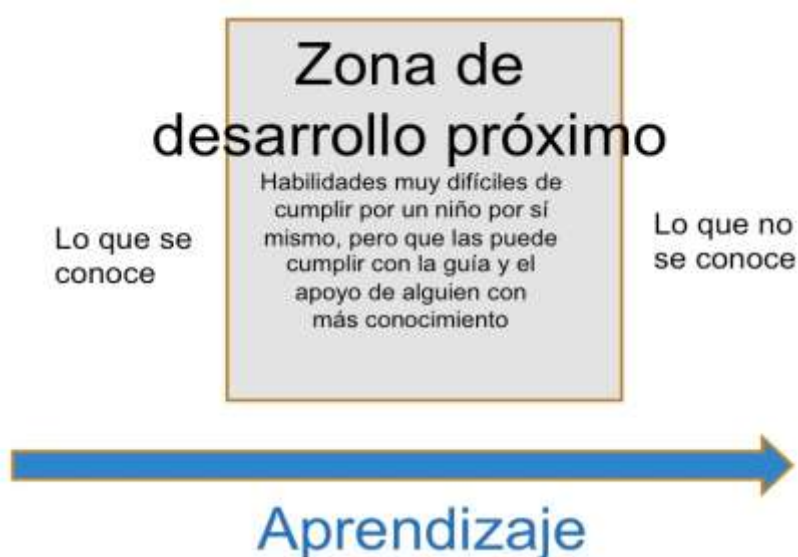 Zona de
desarrollo próximo
Habilidades muy difíciles de
cumplir por un niño por sí
mismo, pero que las puede
cumplir con la guía y el
apoyo de alguien con
más conocimiento
Lo que se
conoce
Lo que no
se conoce
Aprendizaje